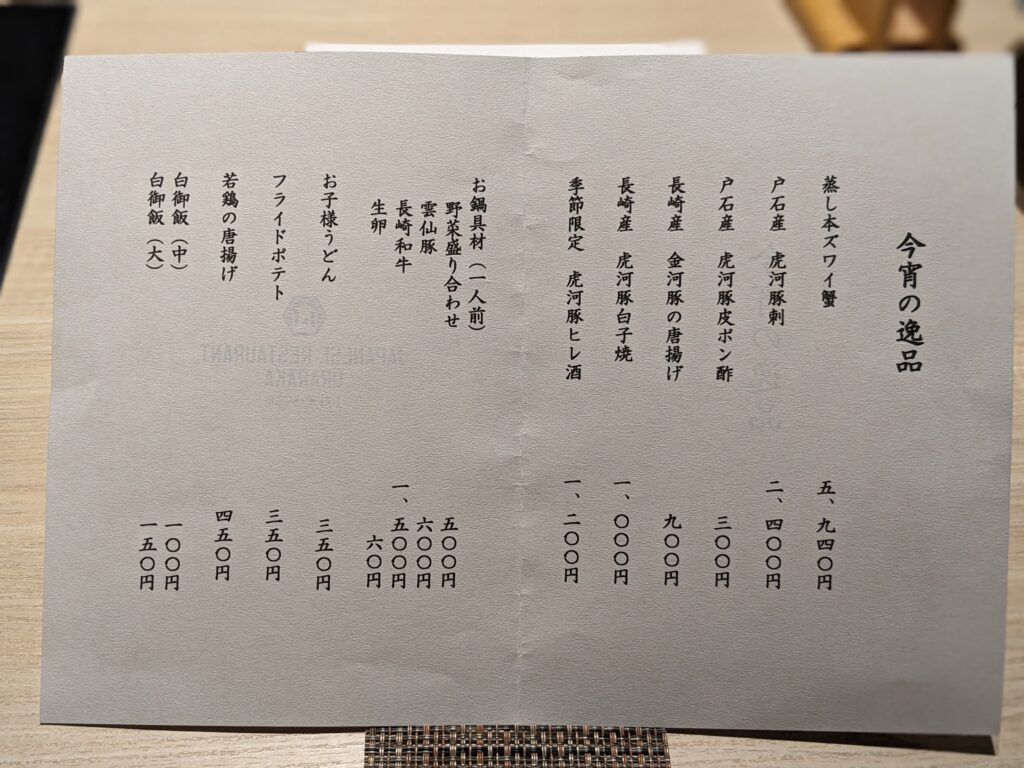 今宵の逸品
蒸し本ズワイ蟹 五、九四〇円
戸石産 虎河豚刺 二、四〇〇円
戸石産 虎河豚皮ポン酢 三〇〇円
長崎産 金河豚の唐揚げ 九〇〇円
長崎産 虎河豚白子焼 一、〇〇〇円
季節限定 虎河豚ヒレ酒 一、二〇〇円
お鍋具材（一人前）
野菜盛り合わせ 五〇〇円
雲仙豚 六〇〇円
長崎和牛 一、五〇〇円
生卵 六〇円
お子様うどん 三五〇円
フライドポテト 三五〇円
若鶏の唐揚げ 四五〇円
白御飯（中） 一〇〇円
白御飯（大） 一五〇円
JAPANESE RESTAURANT